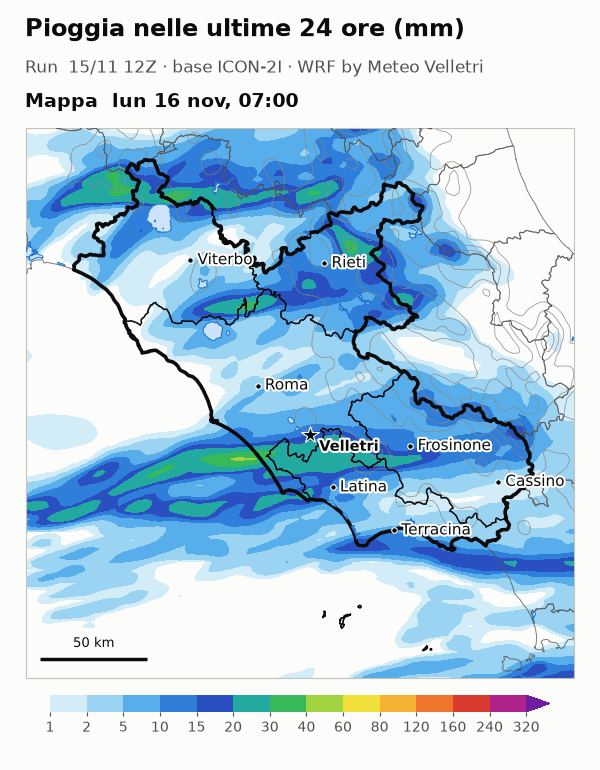 Pioggia nelle ultime 24 ore (mm)
Run 15/11 12Z · base ICON-2I · WRF by Meteo Velletri
Mappa lun 16 nov, 07:00
Viterbo
Rieti
Roma
Velletri
Frosinone
Cassino
Latina
Terracina
50 km
1 2 5 10 15 20 30 40 60 80 120 160 240 320